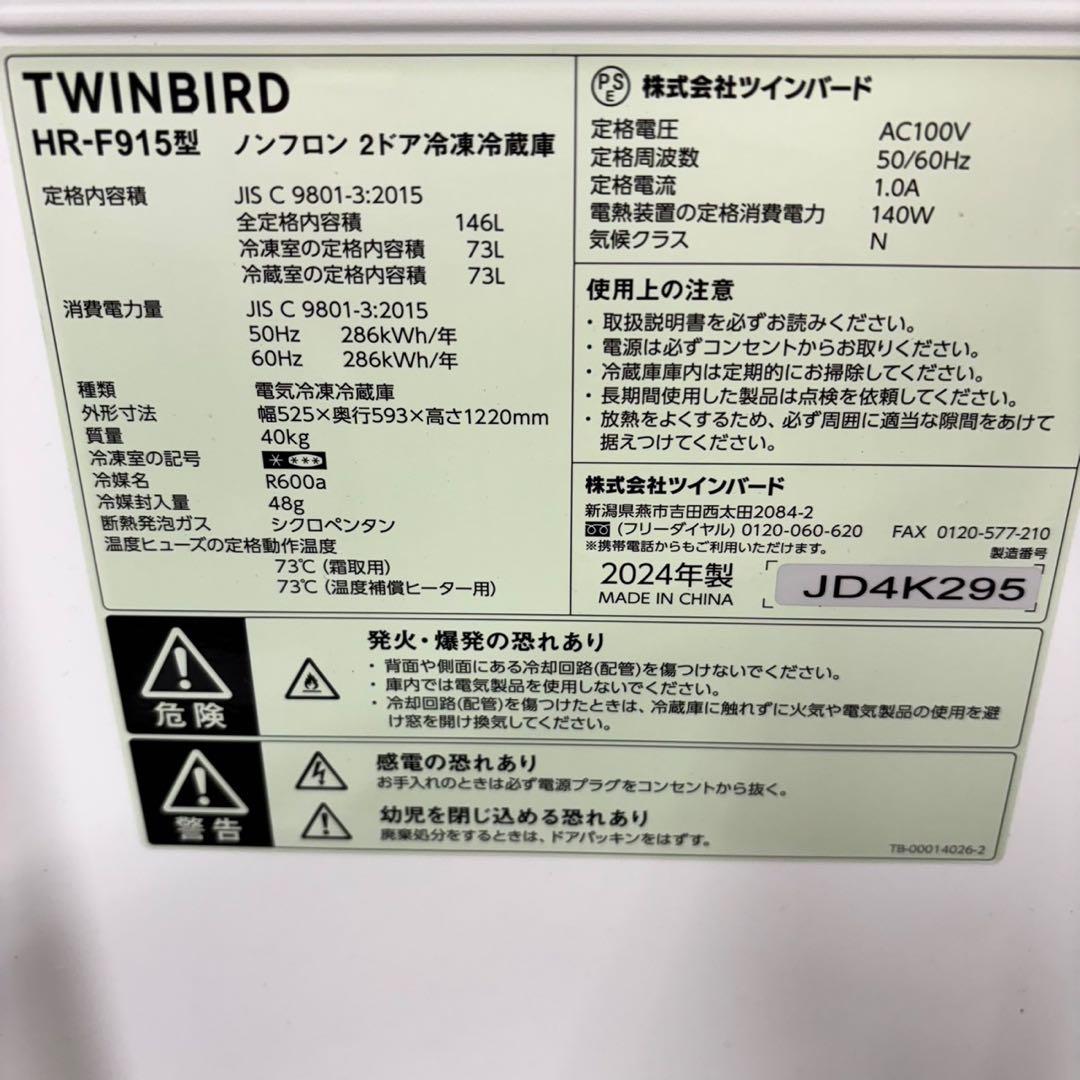 TWINBIRD
HR-F915型 ノンフロン 2ドア冷凍冷蔵庫
定格内容積 JIS C 9801-3:2015
全定格内容積 146L
冷凍室の定格内容積 73L
冷蔵室の定格内容積 73L
消費電力量 JIS C 9801-3:2015
50Hz 286kWh/年
60Hz 286kWh/年
種類 電気冷凍冷蔵庫
外形寸法 幅525×奥行593×高さ1220mm
質量 40kg
冷凍室の記号
冷媒名 R600a
冷媒封入量 48g
断熱発泡ガス シクロペンタン
温度ヒューズの定格動作温度
73℃(霜取用)
73℃(温度補償ヒーター用)
PSE 株式会社ツインバード
定格電圧 AC100V
定格周波数 50/60Hz
定格電流 1.0A
電熱装置の定格消費電力 140W
気候クラス N
使用上の注意
・取扱説明書を必ずお読みください。
・電源は必ずコンセントからお取りください。
・冷蔵庫庫内は定期的にお掃除してください。
・長期間使用した製品は点検を依頼してください。
・放熱をよくするため、必ず周囲に適当な隙間をあけて
据えつけてください。
株式会社ツインバード
新潟県燕市吉田西太田2084-2
(フリーダイヤル) 0120-060-620 FAX 0120-577-210
※携帯電話からもご利用いただけます。 製造番号
2024年製 JD4K295
MADE IN CHINA
危険
発火・爆発の恐れあり
・背面や側面にある冷却回路(配管)を傷つけないでください。
・庫内では電気製品を使用しないでください。
・冷却回路(配管)を傷つけたときは、冷蔵庫に触れずに火気や電気製品の使用を避
け窓を開け換気してください。
警告
感電の恐れあり
お手入れのときは必ず電源プラグをコンセントから抜く。
幼児を閉じ込める恐れあり
廃棄処分をするときは、ドアパッキンをはずす。
TB-00014026-2